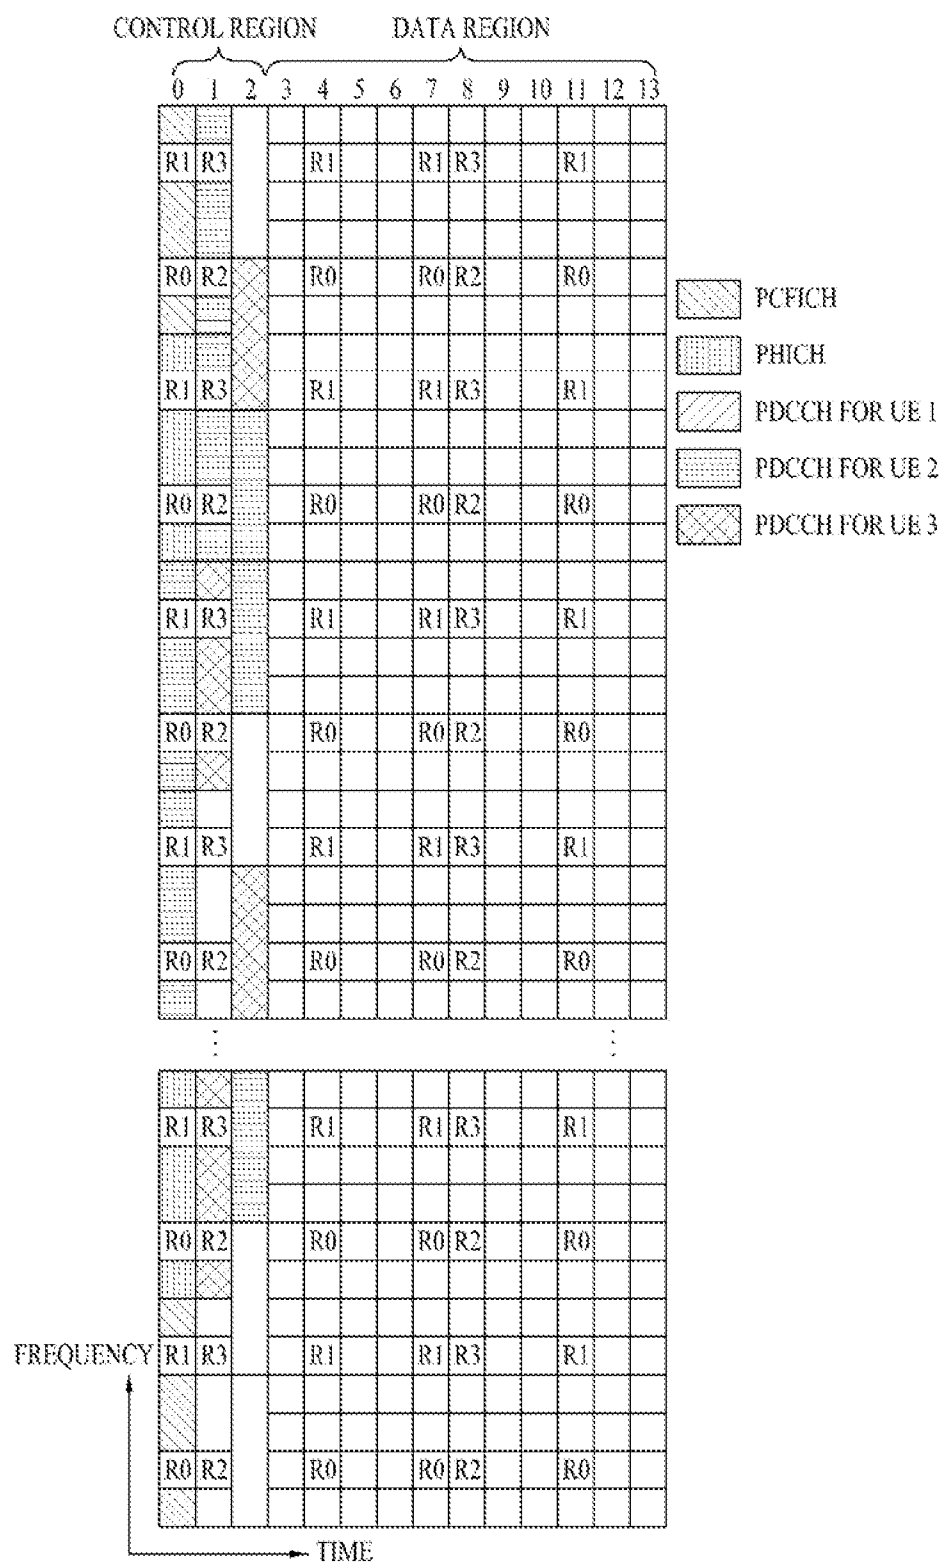 CONTROL REGION DATA REGION
0 1 2 3 4 5 6 7 8 9 10 11 12 13
R1 R3 R1 R1 R3 R1
R0 R2 R0 R0 R2 R0
PCFICH
PHICH
R1 R3 R1 R1 R3 R1
PDCCH FOR UE 1
PDCCH FOR UE 2
R0 R2 R0 R0 R2 R0
PDCCH FOR UE 3
R1 R3 R1 R1 R3 R1
R0 R2 R0 R0 R2 R0
R1 R3 R1 R1 R3 R1
R0 R2 R0 R0 R2 R0
R1 R3 R1 R1 R3 R1
R0 R2 R0 R0 R2 R0
FREQUENCY R1 R3 R1 R1 R3 R1
R0 R2 R0 R0 R2 R0
TIME